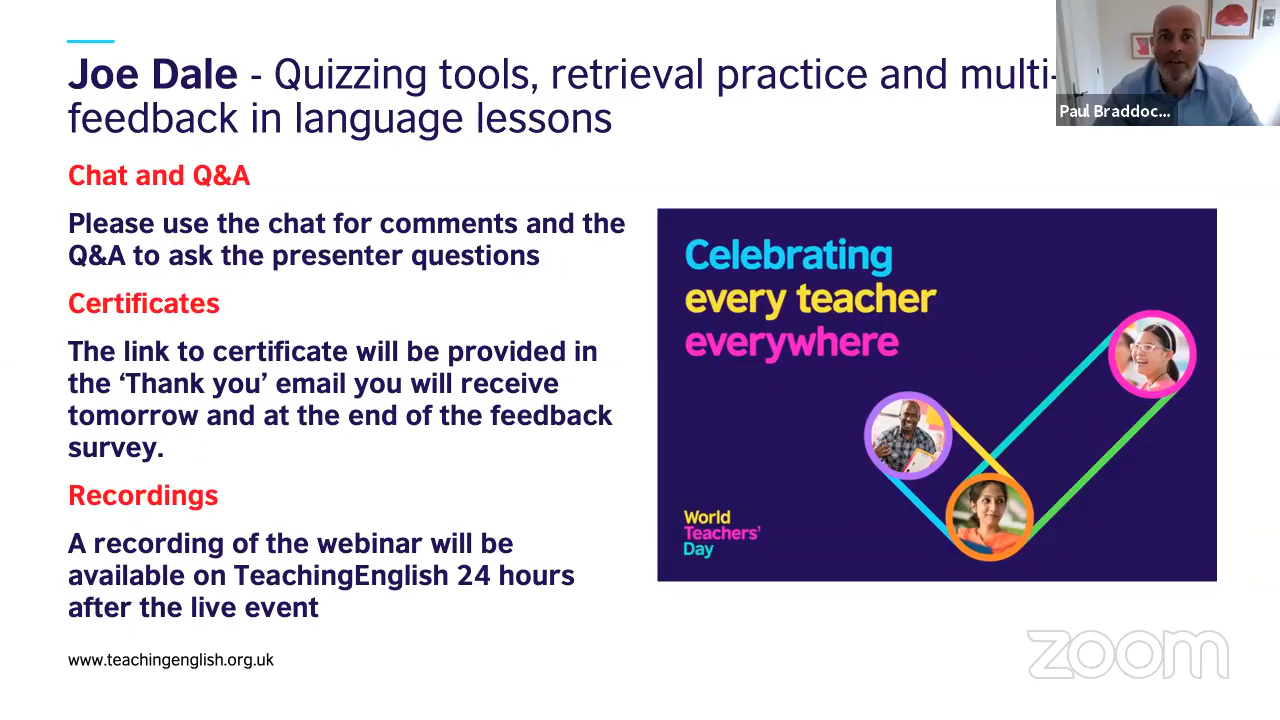 Joe Dale - Quizzing tools, retrieval practice and multi-
feedback in language lessons
Paul Braddoc...
Chat and Q&A
Please use the chat for comments and the
Q&A to ask the presenter questions
Certificates
The link to certificate will be provided in
the ‘Thank you’ email you will receive
tomorrow and at the end of the feedback
survey.
Recordings
A recording of the webinar will be
available on TeachingEnglish 24 hours
after the live event
www.teachingenglish.org.uk
Celebrating
every teacher
everywhere
World
Teachers’
Day
zoom